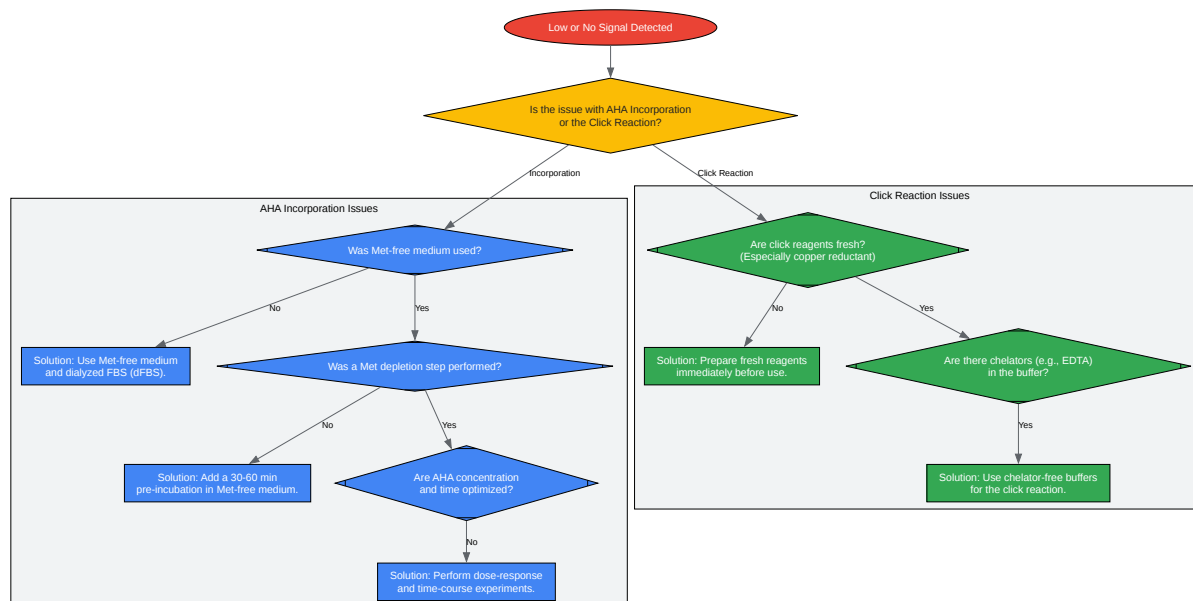 Low or No Signal Detected
Is the issue with AHA Incorporation
or the Click Reaction?
Incorporation
Click Reaction
AHA Incorporation Issues
Was Met-free medium used?
No
Yes
Solution: Use Met-free medium
and dialyzed FBS (dFBS).
Was a Met depletion step performed?
No
Yes
Solution: Add a 30-60 min
pre-incubation in Met-free medium.
Are AHA concentration
and time optimized?
No
Solution: Perform dose-response
and time-course experiments.
Click Reaction Issues
Are click reagents fresh?
(Especially copper reductant)
No
Yes
Solution: Prepare fresh reagents
immediately before use.
Are there chelators (e.g., EDTA)
in the buffer?
Yes
Solution: Use chelator-free buffers
for the click reaction.